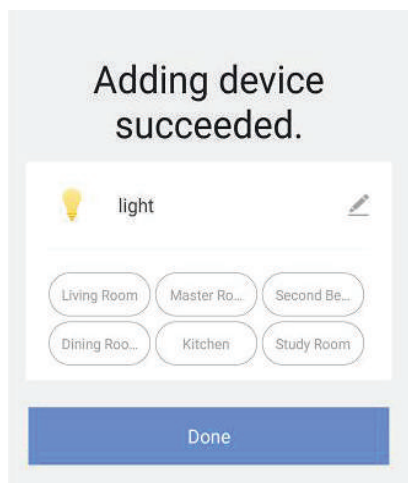 Adding device
succeeded.
light
Living Room Master Ro... Second Be...
Dining Roo... Kitchen Study Room
Done